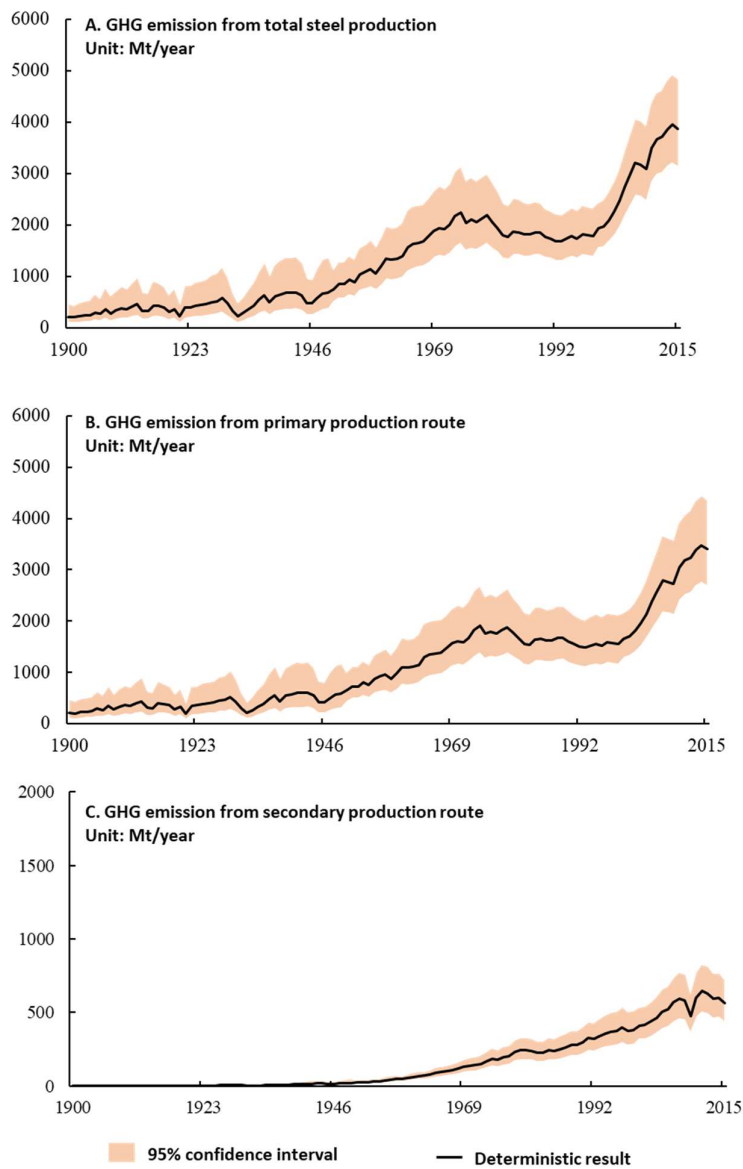 A. GHG emission from total steel production
Unit: Mt/year
6000
5000
4000
3000
2000
1000
0
1900 1923 1946 1969 1992 2015
B. GHG emission from primary production route
Unit: Mt/year
6000
5000
4000
3000
2000
1000
0
1900 1923 1946 1969 1992 2015
C. GHG emission from secondary production route
Unit: Mt/year
2000
1500
1000
500
0
1900 1923 1946 1969 1992 2015
95% confidence interval
Deterministic result